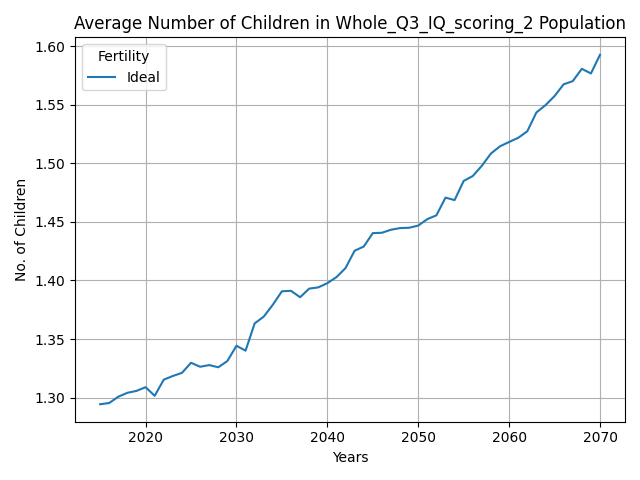 Average Number of Children in Whole_Q3_IQ_scoring_2 Population
Fertility
Ideal
No. of Children
1.60
1.55
1.50
1.45
1.40
1.35
1.30
2020 2030 2040 2050 2060 2070
Years